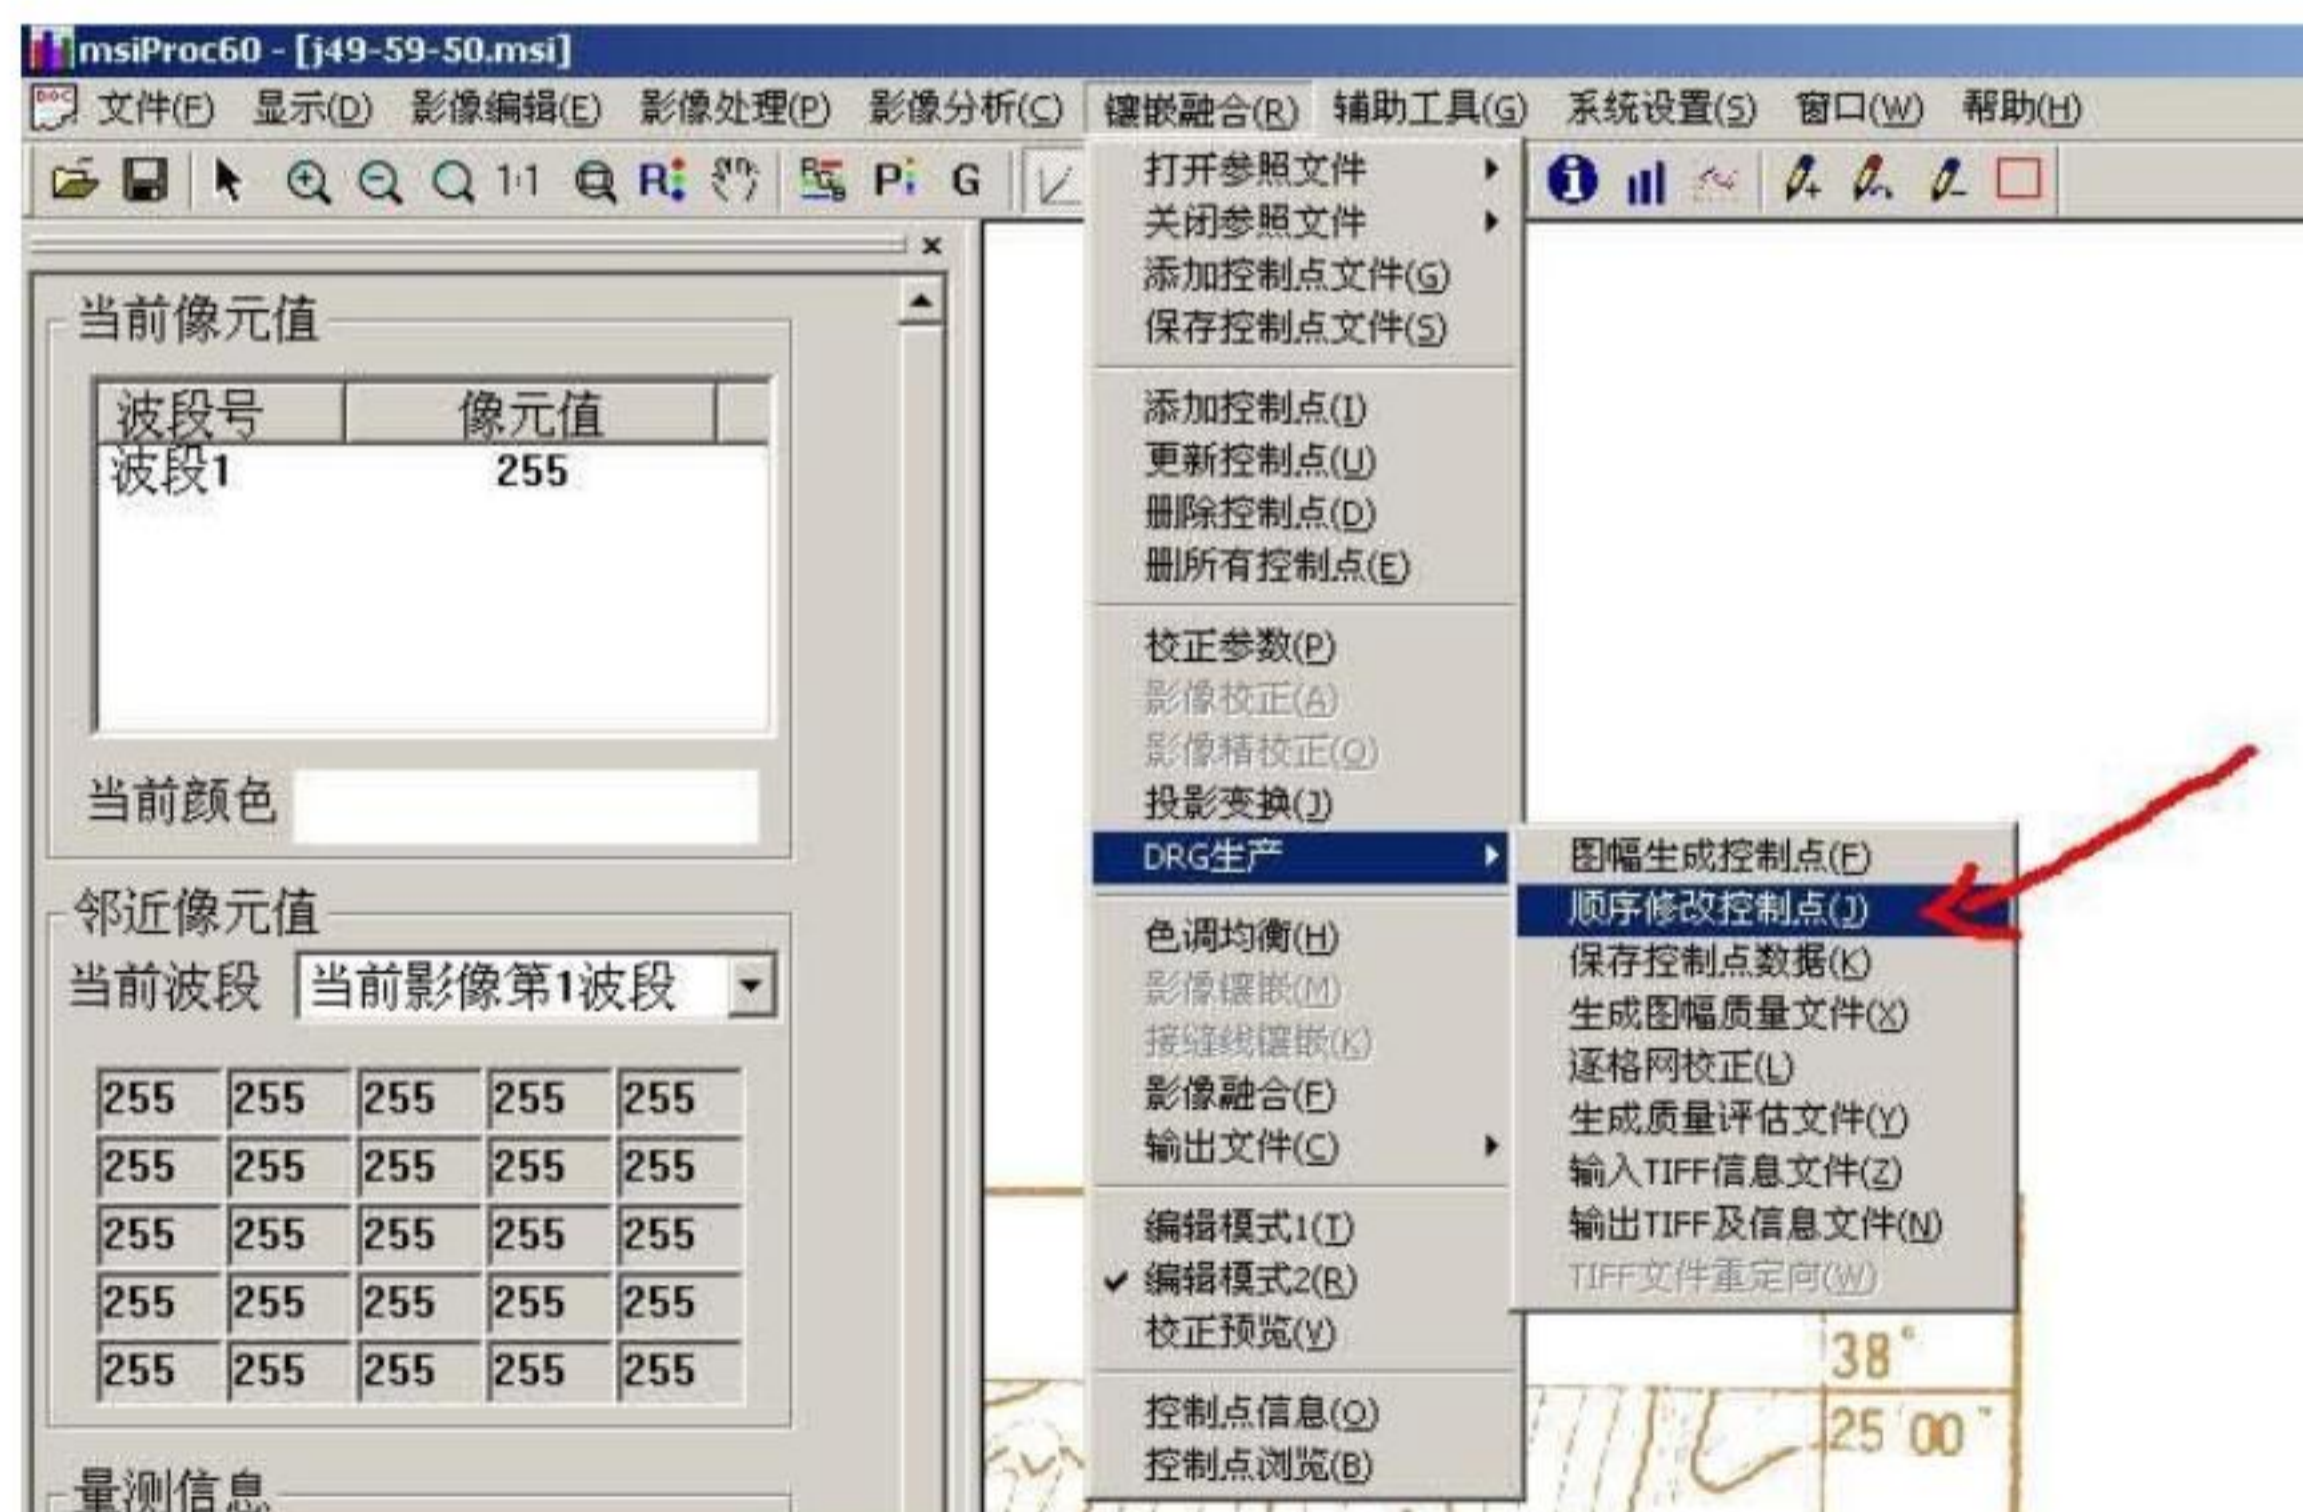 msiProc60 - [j49-59-50.msi]
文件(F) 显示(D) 影像编辑(E) 影像处理(P) 影像分析(C) 镶嵌融合(R) 辅助工具(G) 系统设置(S) 窗口(W) 帮助(H)
1:1 R P G
当前像元值
波段号 像元值
波段1 255
当前颜色
邻近像元值
当前波段 当前影像第1波段
255 255 255 255 255
255 255 255 255 255
255 255 255 255 255
255 255 255 255 255
255 255 255 255 255
量测信息
打开参照文件
关闭参照文件
添加控制点文件(G)
保存控制点文件(S)
添加控制点(I)
更新控制点(U)
删除控制点(D)
删所有控制点(E)
校正参数(P)
影像校正(A)
影像精校正(Q)
投影变换(J)
DRG生产
色调均衡(H)
影像镶嵌(M)
接缝线镶嵌(K)
影像融合(F)
输出文件(C)
编辑模式1(T)
编辑模式2(R)
校正预览(V)
控制点信息(O)
控制点浏览(B)
图幅生成控制点(F)
顺序修改控制点(J)
保存控制点数据(K)
生成图幅质量文件(X)
逐格网校正(L)
生成质量评估文件(Y)
输入TIFF信息文件(Z)
输出TIFF及信息文件(N)
TIFF文件重定向(W)
38°
25′00″